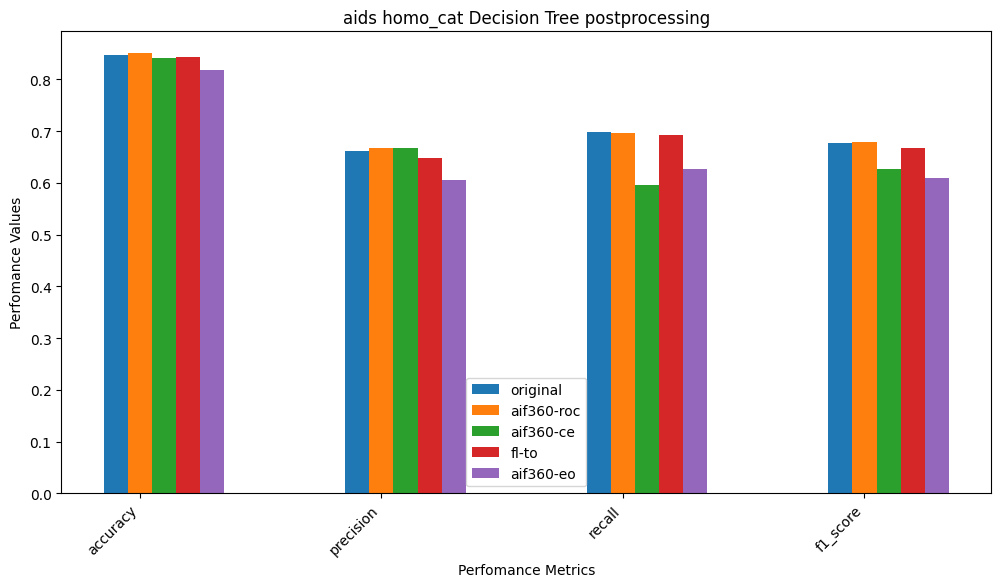 aids homo_cat Decision Tree postprocessing
Perfomance Values
0.8
0.7
0.6
0.5
0.4
0.3
0.2
0.1
0.0
original
aif360-roc
aif360-ce
fl-to
aif360-eo
accuracy
precision
recall
f1_score
Perfomance Metrics